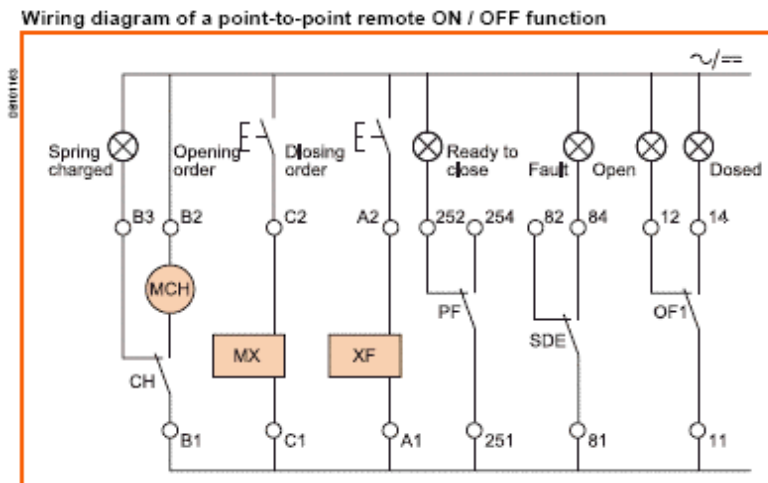 Wiring diagram of a point-to-point remote ON / OFF function
DB101163
~/==
Spring charged
Opening order
Dlosing order
Ready to close
Fault
Open
Dosed
B3 B2 C2 A2 252 254 82 84 12 14
MCH
PF
OF1
SDE
MX
XF
CH
B1 C1 A1 251 81 11